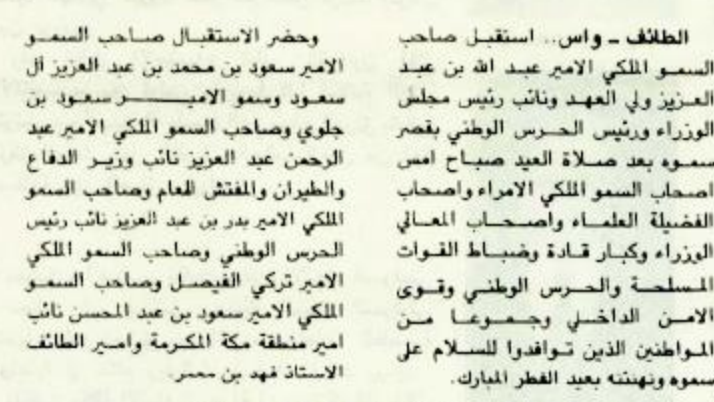 الطائف ـ واس.. استقبل صاحب
السمو الملكي الامير عبد الله بن عبد
العزيز ولي العهد ونائب رئيس مجلس
الوزراء ورئيس الحرس الوطني بقصر
سموه بعد صلاة العيد صباح امس
اصحاب السمو الملكي الامراء واصحاب
الفضيلة العلماء واصحاب المعالي
الوزراء وكبار قادة وضباط القوات
المسلحة والحرس الوطني وقوى
الامن الداخلي وجموعا من
المواطنين الذين توافدوا للسلام على
سموه وتهنئته بعيد الفطر المبارك.
وحضر الاستقبال صاحب السمو
الامير سعود بن محمد بن عبد العزيز آل
سعود وسمو الامير سعود بن
جلوي وصاحب السمو الملكي الامير عبد
الرحمن عبد العزيز نائب وزير الدفاع
والطيران والمفتش العام وصاحب السمو
الملكي الامير بدر بن عبد العزيز نائب رئيس
الحرس الوطني وصاحب السمو الملكي
الامير تركي الفيصل وصاحب السمو
الملكي الامير سعود بن عبد المحسن نائب
امير منطقة مكة المكرمة وامير الطائف
الاستاذ فهد بن معمر.